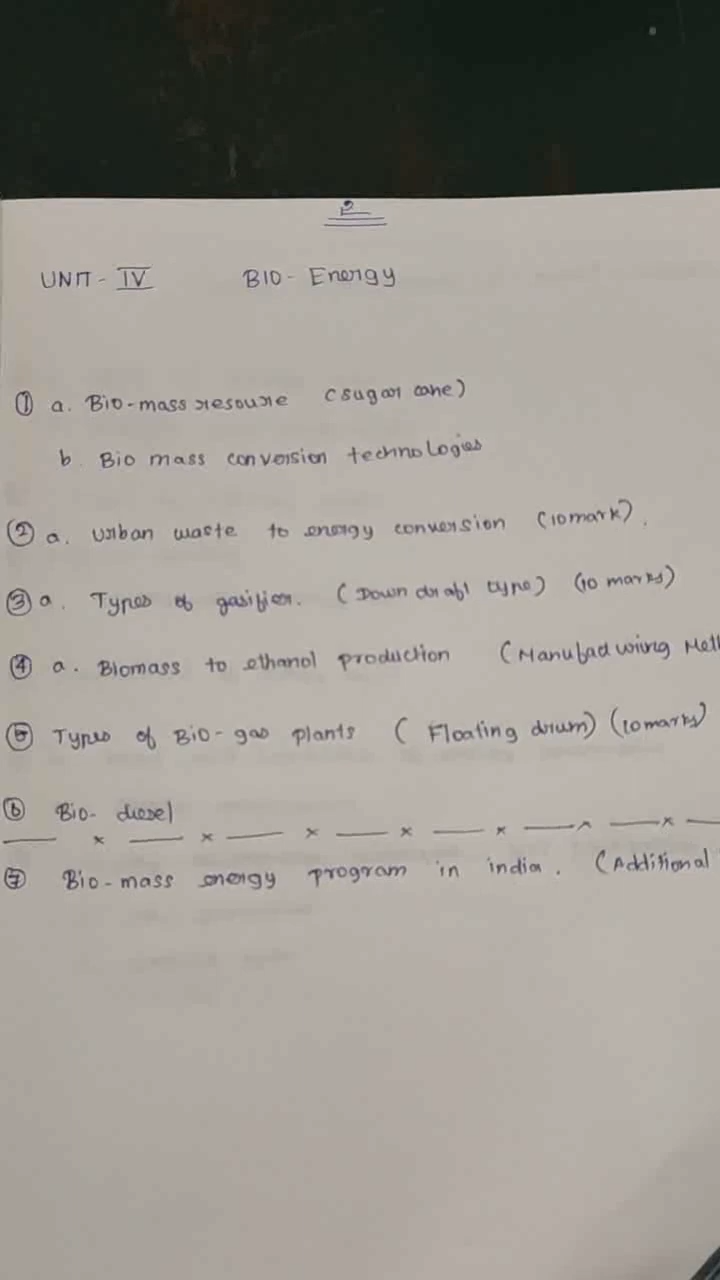 2
UNIT - IV BIO - Energy
① a. Bio-mass resourse (sugar cane)
b. Bio mass conversion technologies
② a. Urban waste to energy conversion (10mark).
③ a. Types of gasifier. (Down draft type) (10 marks)
④ a. Biomass to ethanol production (Manufacturing Meth
⑤ Types of Bio-gas plants ( Floating drum) (10marks)
⑥ Bio-diesel
⑦ Bio-mass energy program in india. (Additional